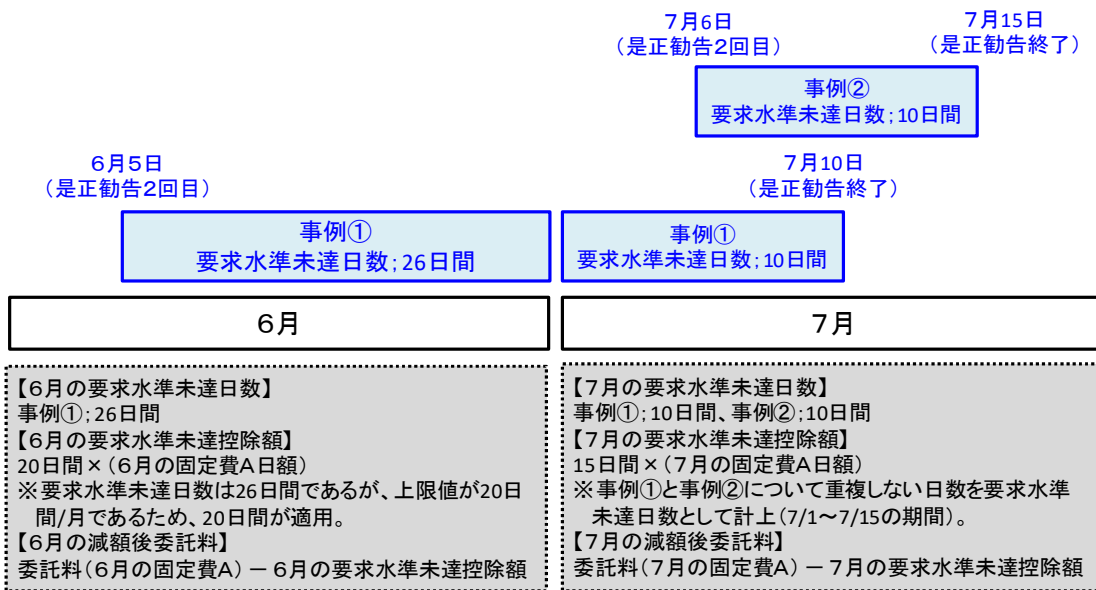 7月6日
(是正勧告2回目)
7月15日
(是正勧告終了)
事例②
要求水準未達日数;10日間
6月5日
(是正勧告2回目)
7月10日
(是正勧告終了)
事例①
要求水準未達日数;26日間
事例①
要求水準未達日数;10日間
6月
7月
【6月の要求水準未達日数】
事例①;26日間
【6月の要求水準未達控除額】
20日間×(6月の固定費A日額)
※要求水準未達日数は26日間であるが、上限値が20日
間/月であるため、20日間が適用。
【6月の減額後委託料】
委託料(6月の固定費A)-6月の要求水準未達控除額
【7月の要求水準未達日数】
事例①;10日間、事例②;10日間
【7月の要求水準未達控除額】
15日間×(7月の固定費A日額)
※事例①と事例②について重複しない日数を要求水準
未達日数として計上(7/1~7/15の期間)。
【7月の減額後委託料】
委託料(7月の固定費A)-7月の要求水準未達控除額